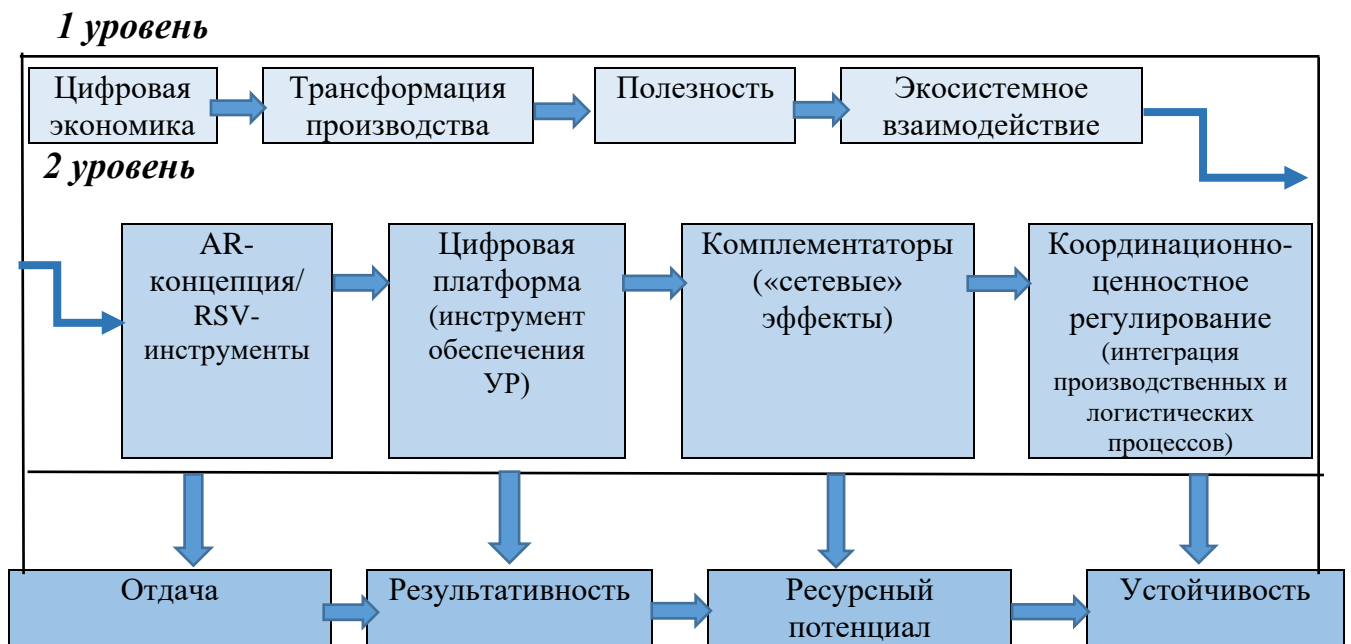 1 уровень
Цифровая
экономика
Трансформация
производства
Полезность
Экосистемное
взаимодействие
2 уровень
AR-
концепция/
RSV-
инструменты
Цифровая
платформа
(инструмент
обеспечения
УР)
Комплементаторы
(«сетевые»
эффекты)
Координационно-
ценностное
регулирование
(интеграция
производственных и
логистических
процессов)
Отдача
Результативность
Ресурсный
потенциал
Устойчивость